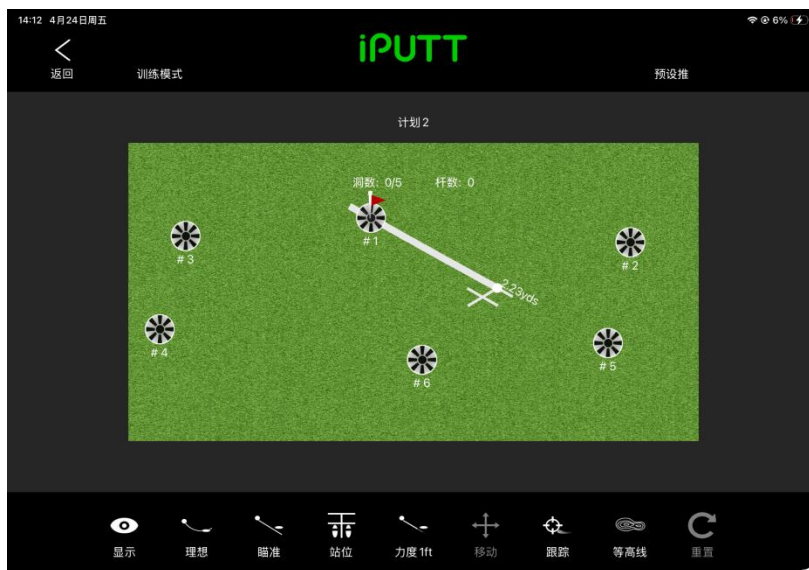 14:12 4月24日周五
6%
iPUTT
返回
训练模式
预设推
计划2
洞数: 0/5 杆数: 0
#1
#3
#2
2.23yds
#4
#5
#6
显示
理想
瞄准
站位
力度1ft
移动
跟踪
等高线
重置